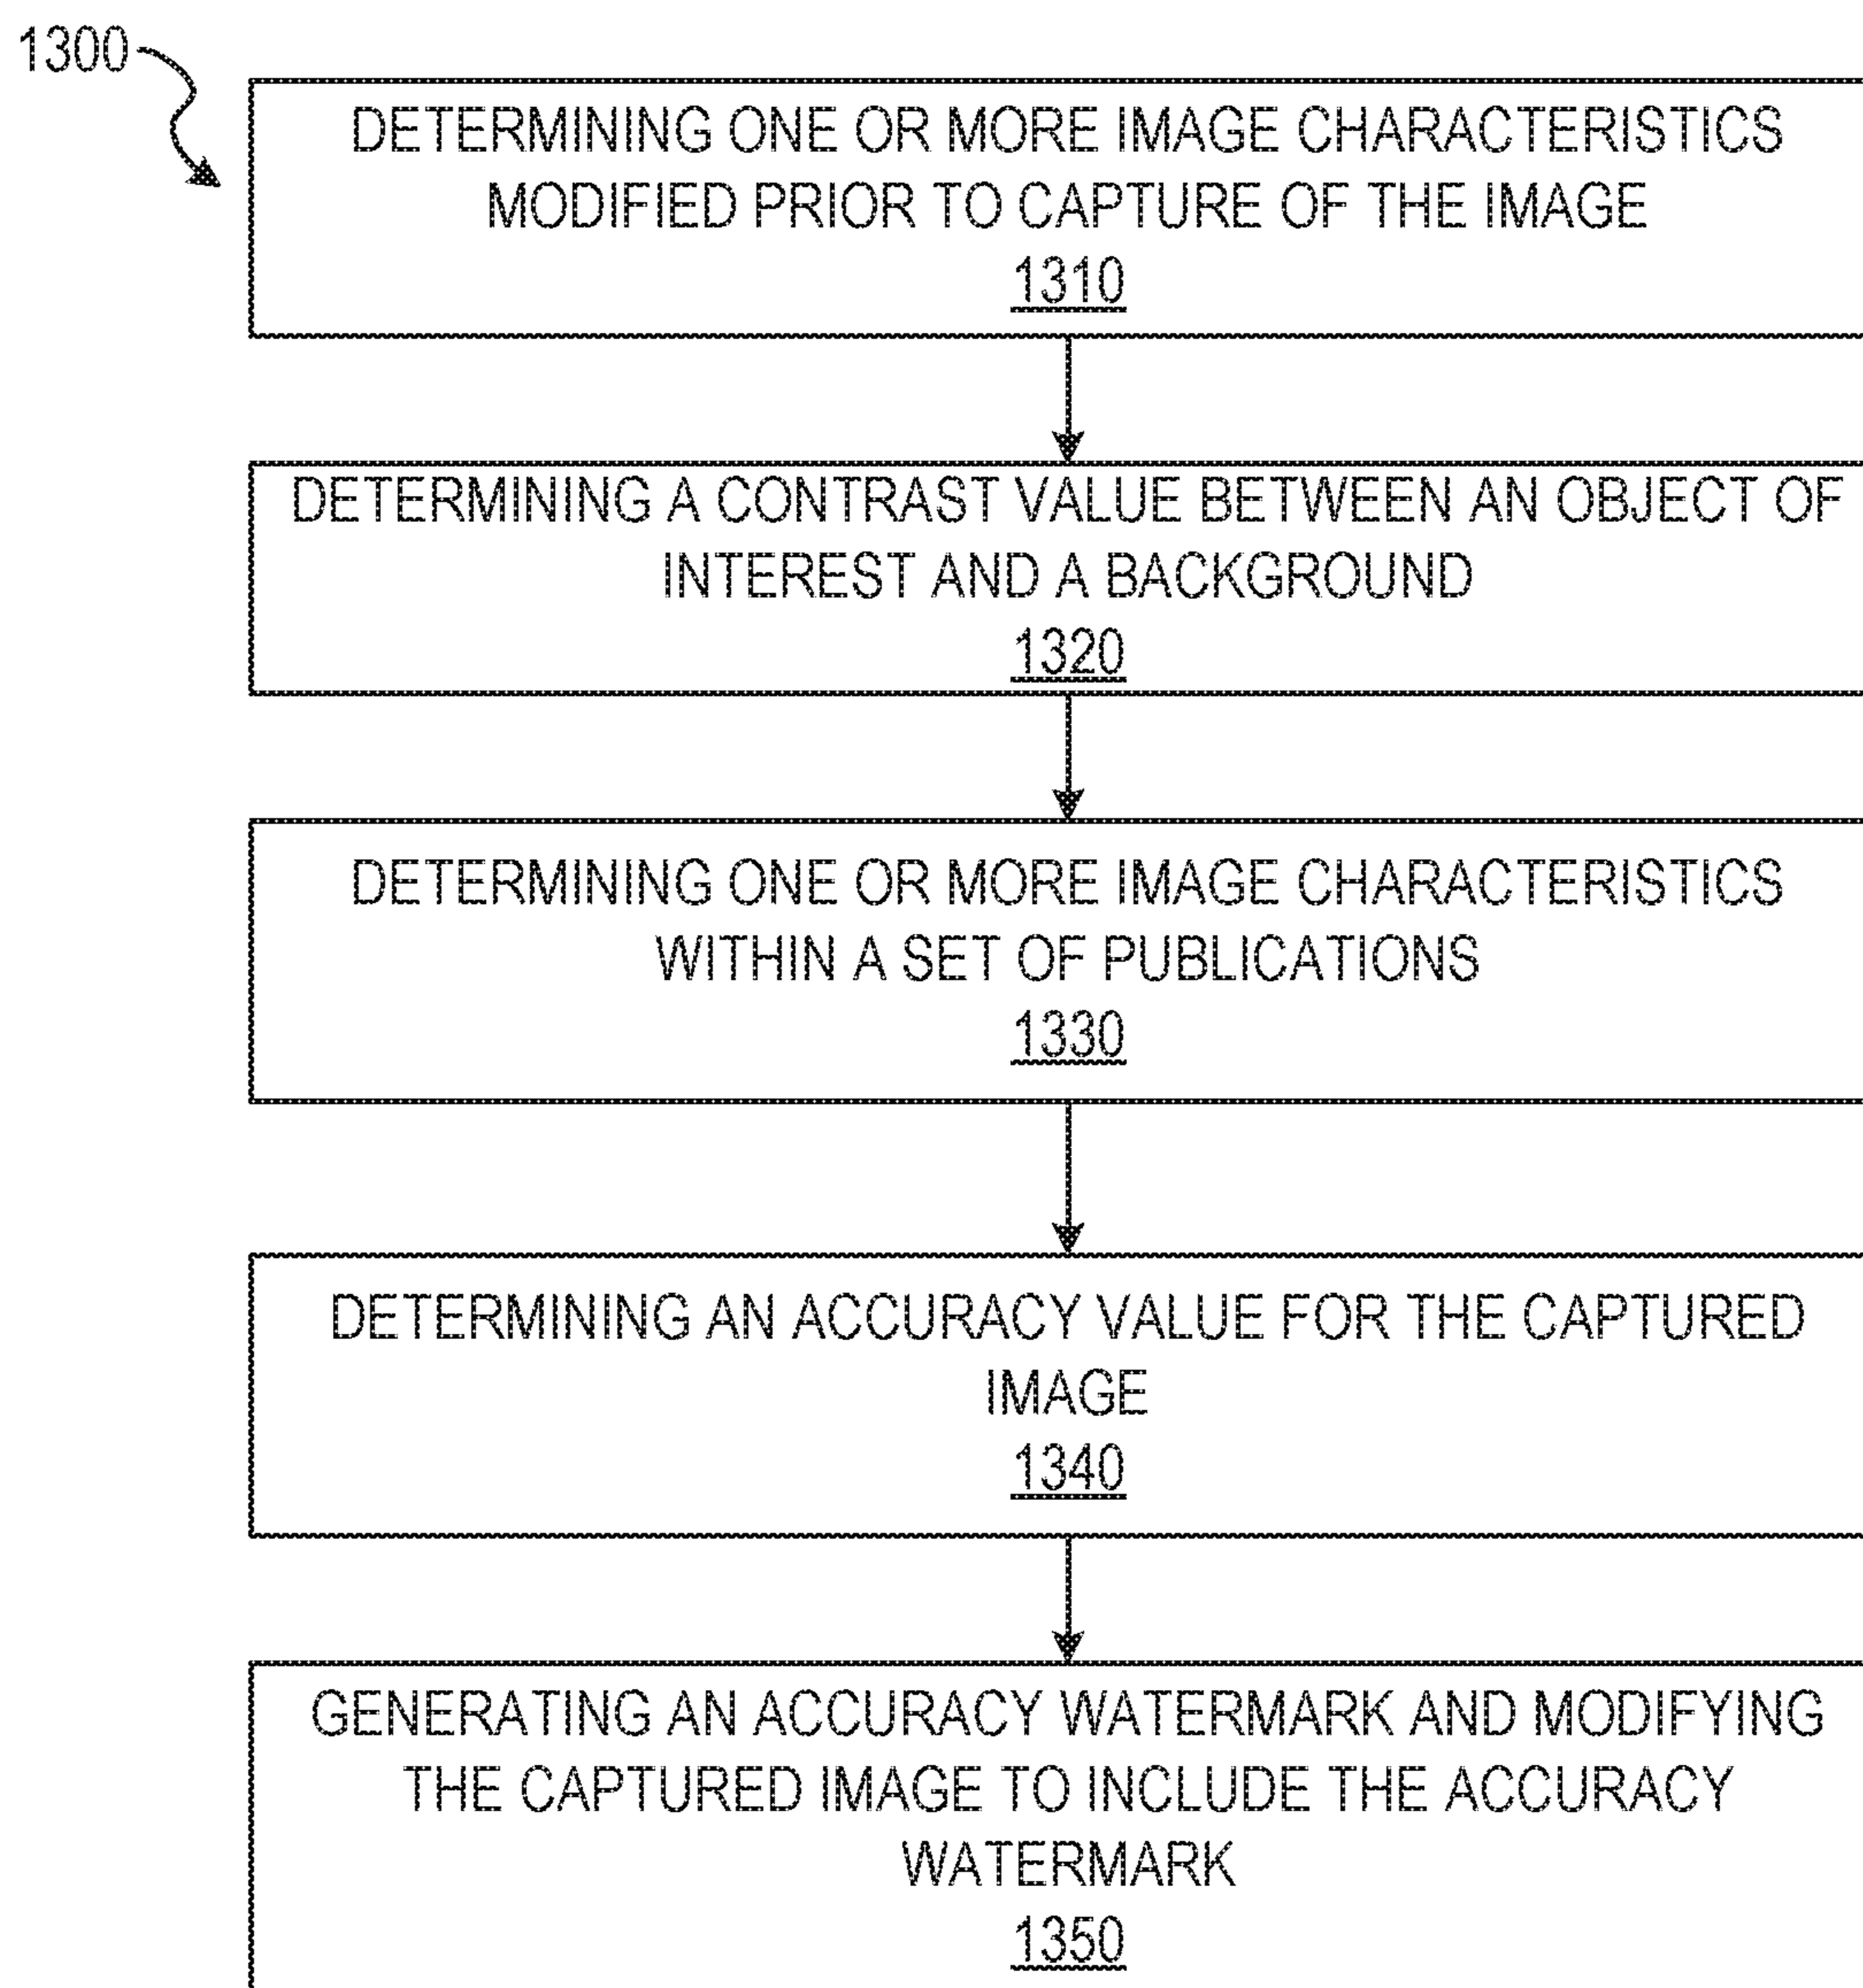 1300
DETERMINING ONE OR MORE IMAGE CHARACTERISTICS
MODIFIED PRIOR TO CAPTURE OF THE IMAGE
1310
DETERMINING A CONTRAST VALUE BETWEEN AN OBJECT OF
INTEREST AND A BACKGROUND
1320
DETERMINING ONE OR MORE IMAGE CHARACTERISTICS
WITHIN A SET OF PUBLICATIONS
1330
DETERMINING AN ACCURACY VALUE FOR THE CAPTURED
IMAGE
1340
GENERATING AN ACCURACY WATERMARK AND MODIFYING
THE CAPTURED IMAGE TO INCLUDE THE ACCURACY
WATERMARK
1350